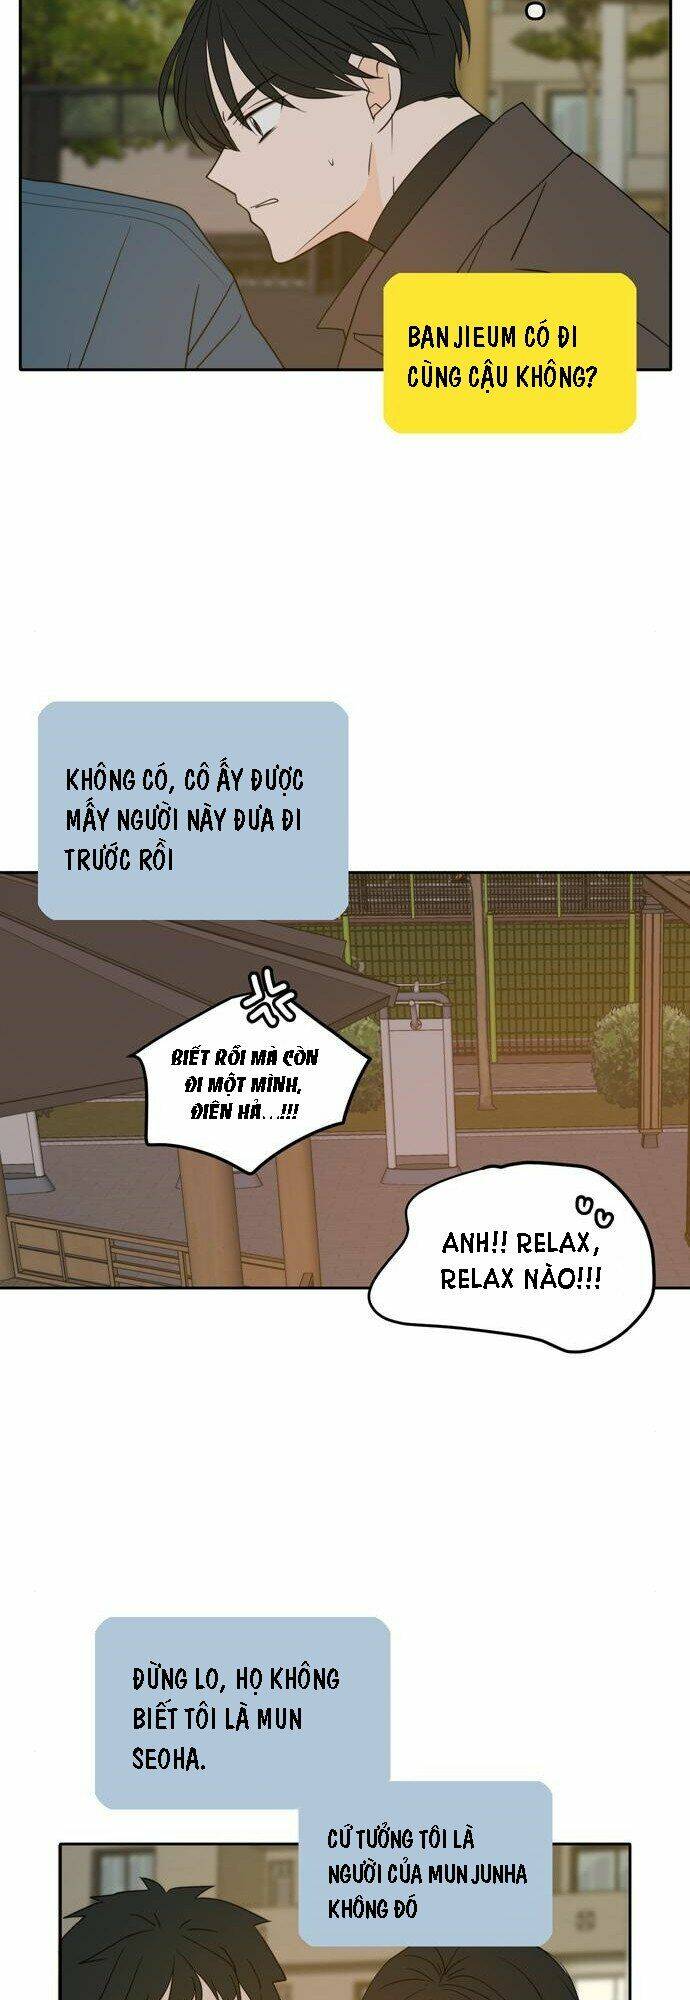 BAN JIEUM CÓ ĐI
CÙNG CẬU KHÔNG?
KHÔNG CÓ, CÔ ẤY ĐƯỢC
MẤY NGƯỜI NÀY ĐƯA ĐI
TRƯỚC RỒI
BIẾT RỒI MÀ CÒN
ĐI MỘT MÌNH,
ĐIÊN HẢ...!!!
ANH!! RELAX,
RELAX NÀO!!!
ĐỪNG LO, HỌ KHÔNG
BIẾT TÔI LÀ MUN
SEOHA.
CỨ TƯỞNG TÔI LÀ
NGƯỜI CỦA MUN JUNHA
KHÔNG ĐÓ